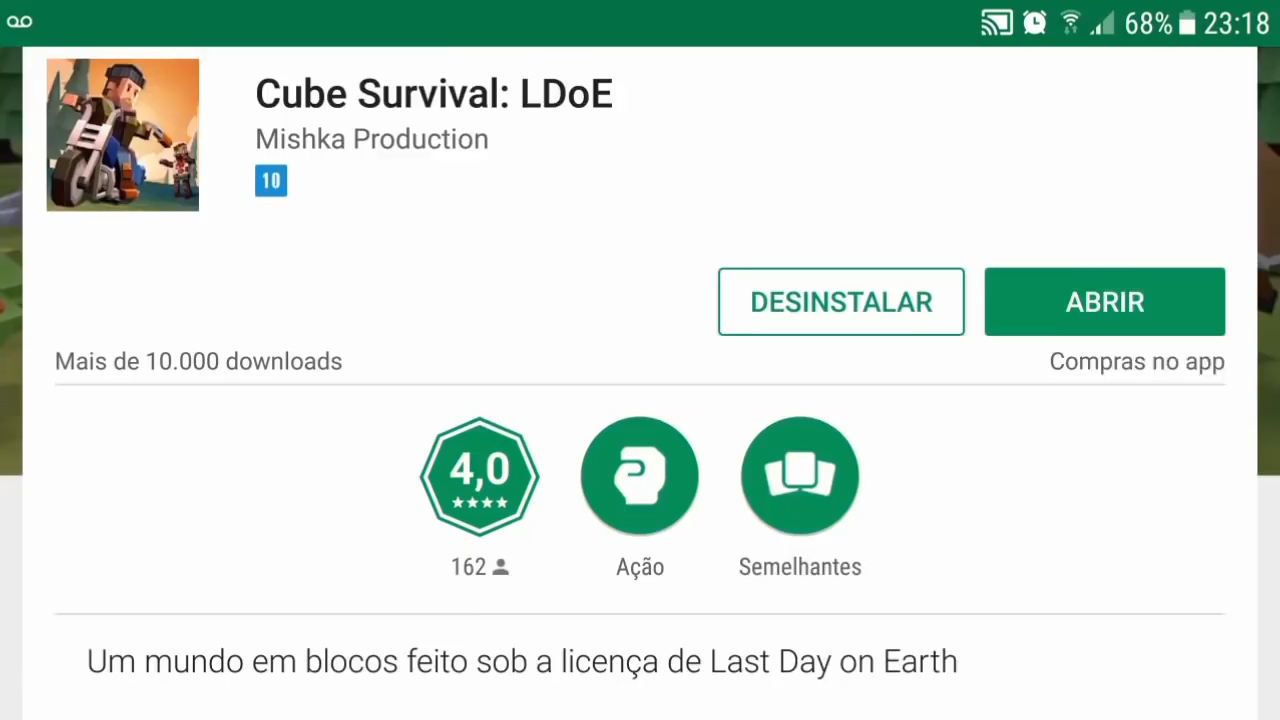 68% 23:18
Cube Survival: LDoE
Mishka Production
10
DESINSTALAR ABRIR
Mais de 10.000 downloads Compras no app
4,0
162 Ação Semelhantes
Um mundo em blocos feito sob a licença de Last Day on Earth